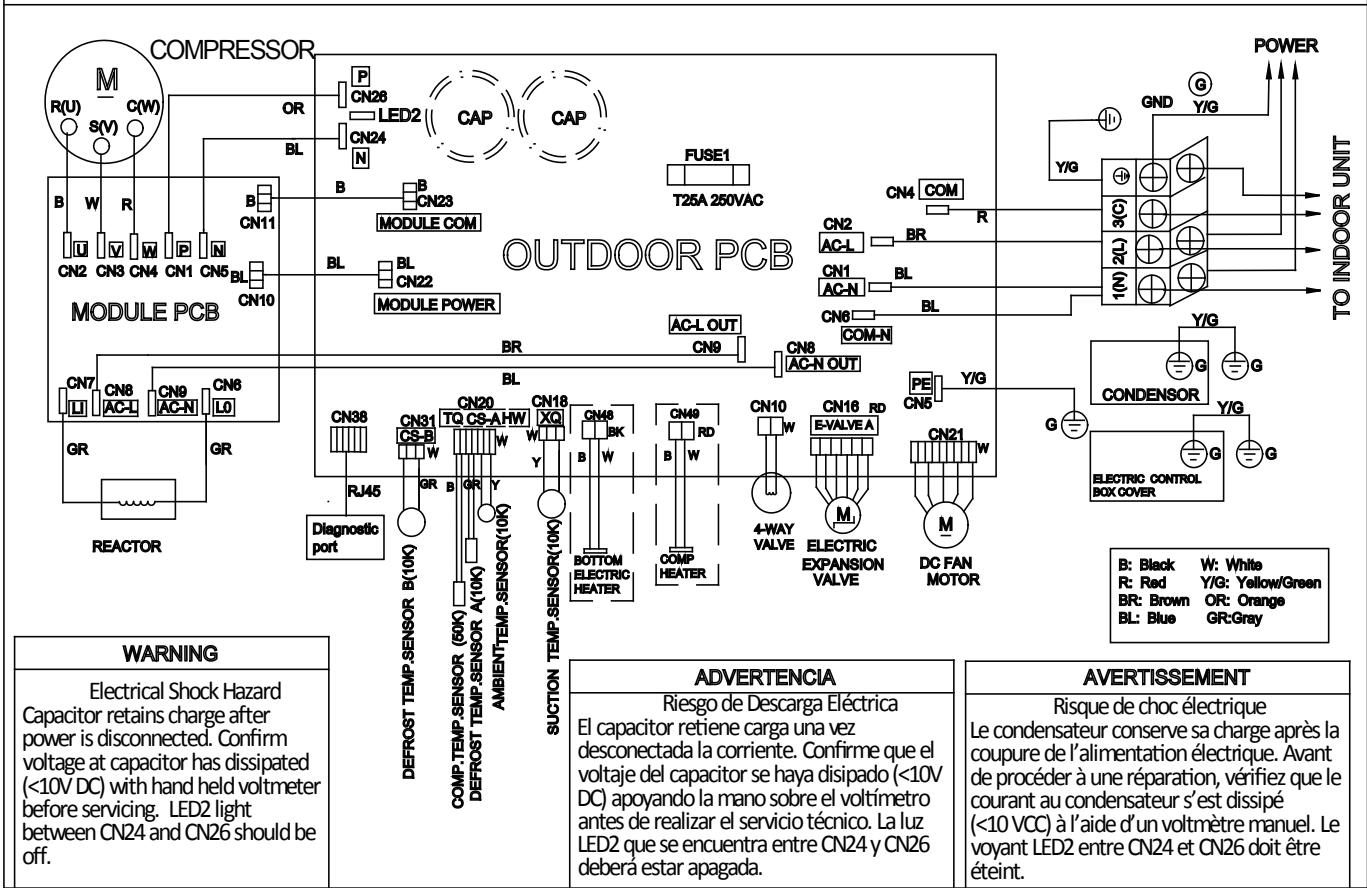 COMPRESSOR
M
R(U)
S(V)
C(W)
OR
BL
P
CN26
LED2
CN24
N
CAP
CAP
FUSE1
T25A 250VAC
OUTDOOR PCB
POWER
G
GND
Y/G
Y/G
3(C)
2(L)
1(N)
TO INDOOR UNIT
CN4 COM
R
CN2
AC-L
BR
CN1
AC-N
BL
CN6
BL
COM-N
B
W
R
U
V
W
P
N
CN2
CN3
CN4
CN1
CN5
MODULE PCB
B
CN11
B
B
CN23
MODULE COM
BL
CN10
BL
BL
CN22
MODULE POWER
AC-L OUT
CN9
BR
CN8
AC-N OUT
BL
CN7
LI
CN8
AC-L
CN9
AC-N
CN6
L0
GR
GR
REACTOR
CN38
RJ45
Diagnostic
port
CN31
CS-B
W
GR
DEFROST TEMP.SENSOR B(10K)
CN20
TQ CS-A HW
W
B
GR
Y
COMP.TEMP.SENSOR (50K)
DEFROST TEMP.SENSOR A(10K)
AMBIENT TEMP.SENSOR(10K)
CN18
XQ
W
Y
SUCTION TEMP.SENSOR(10K)
CN48
BK
B
W
BOTTOM
ELECTRIC
HEATER
CN49
RD
B
W
COMP
HEATER
CN10
W
4-WAY
VALVE
CN16
RD
E-VALVE A
M
ELECTRIC
EXPANSION
VALVE
CN21
W
M
DC FAN
MOTOR
PE
CN5
Y/G
G
Y/G
G
G
CONDENSOR
Y/G
G
G
ELECTRIC CONTROL
BOX COVER
B: Black W: White
R: Red Y/G: Yellow/Green
BR: Brown OR: Orange
BL: Blue GR:Gray
WARNING
Electrical Shock Hazard
Capacitor retains charge after
power is disconnected. Confirm
voltage at capacitor has dissipated
(<10V DC) with hand held voltmeter
before servicing. LED2 light
between CN24 and CN26 should be
off.
ADVERTENCIA
Riesgo de Descarga Eléctrica
El capacitor retiene carga una vez
desconectada la corriente. Confirme que el
voltaje del capacitor se haya disipado (<10V
DC) apoyando la mano sobre el voltímetro
antes de realizar el servicio técnico. La luz
LED2 que se encuentra entre CN24 y CN26
deberá estar apagada.
AVERTISSEMENT
Risque de choc électrique
Le condensateur conserve sa charge après la
coupure de l'alimentation électrique. Avant
de procéder à une réparation, vérifiez que le
courant au condensateur s'est dissipé
(<10 VCC) à l'aide d'un voltmètre manuel. Le
voyant LED2 entre CN24 et CN26 doit être
éteint.